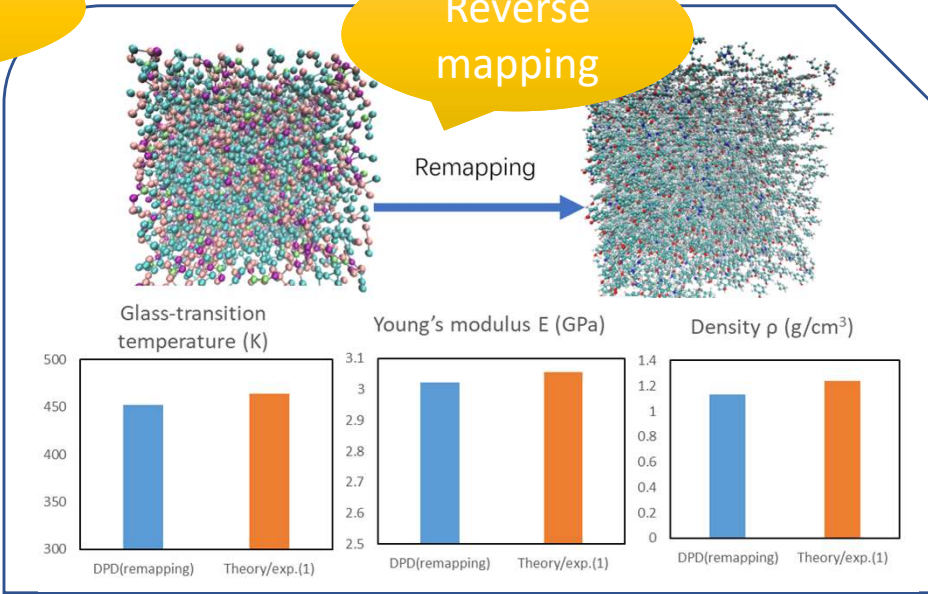 Reverse
mapping
Remapping
Glass-transition
temperature (K)
500
450
400
350
300
DPD(remapping) Theory/exp.(1)
Young's modulus E (GPa)
3.1
3
2.9
2.8
2.7
2.6
2.5
DPD(remapping) Theory/exp.(1)
Density ρ (g/cm³)
1.4
1.2
1
0.8
0.6
0.4
0.2
0
DPD(remapping) Theory/exp.(1)